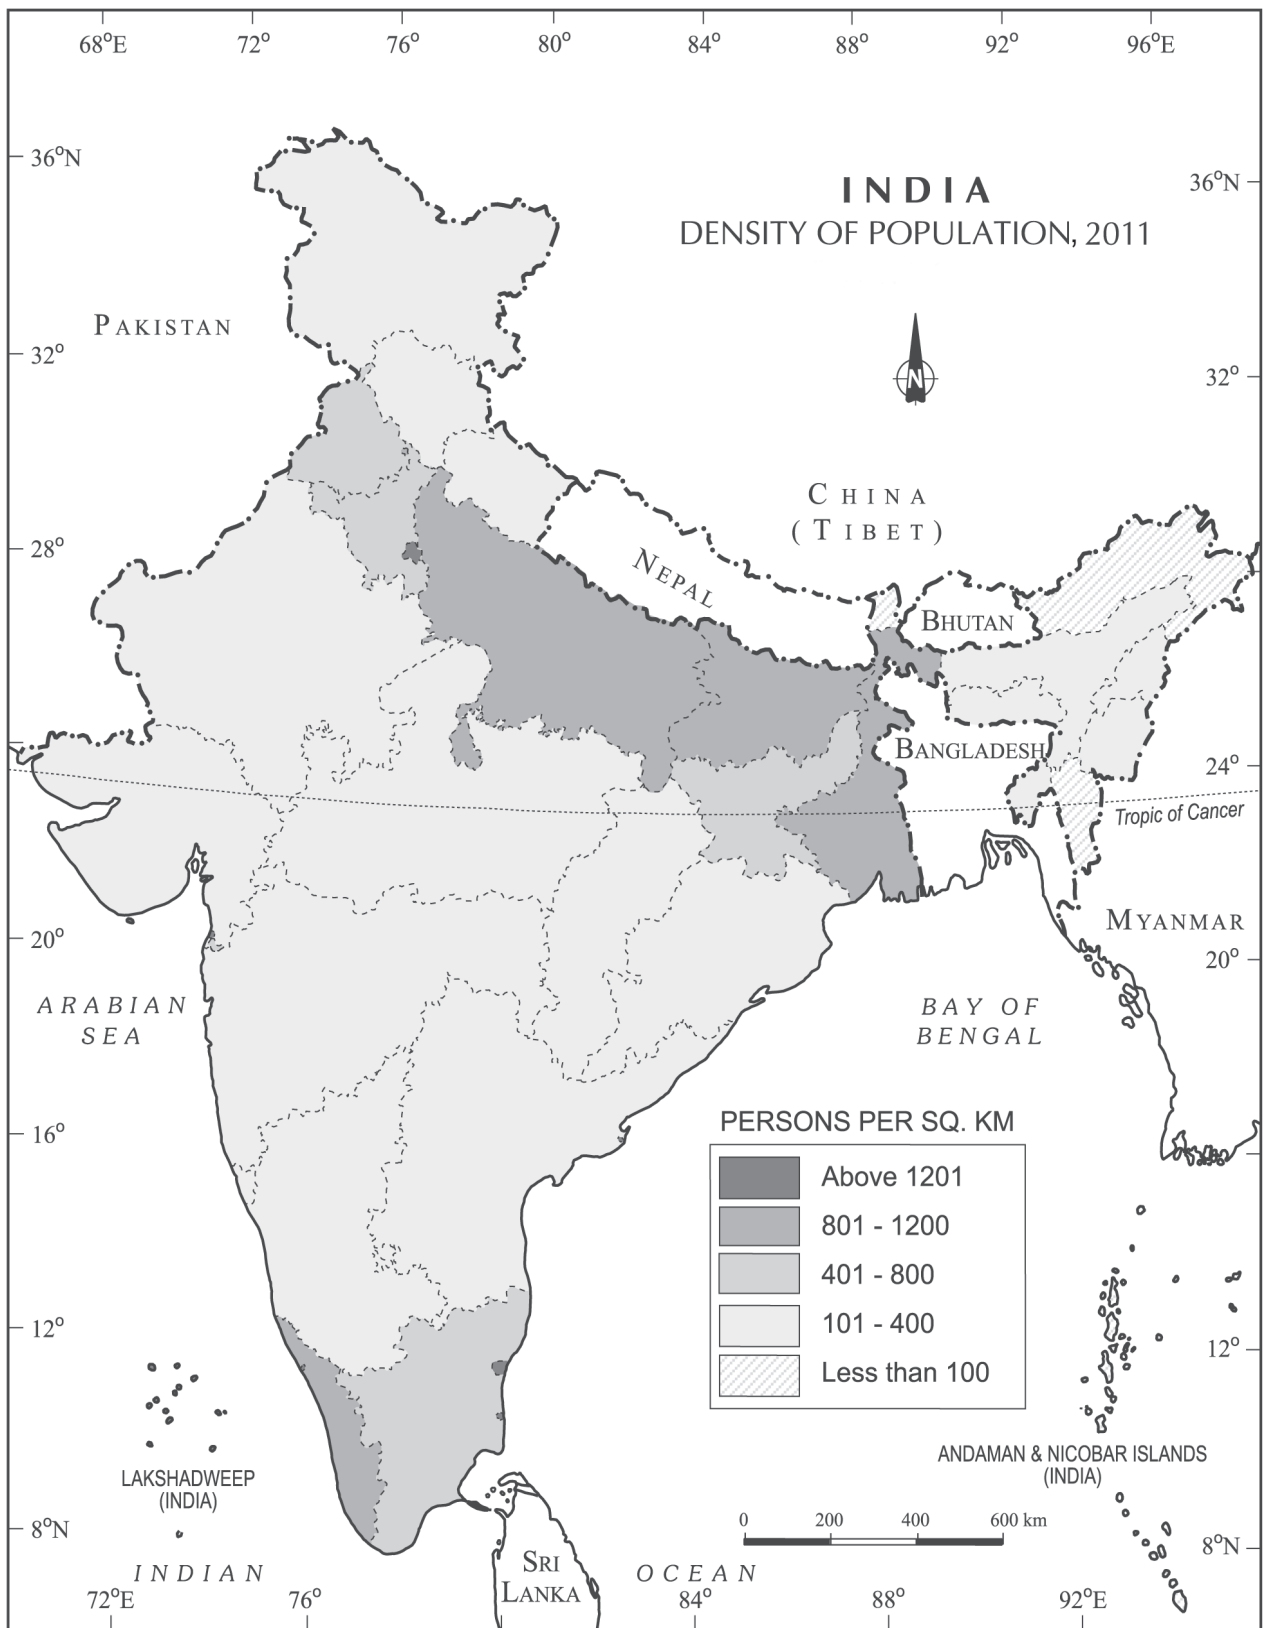 68°E 72° 76° 80° 84° 88° 92° 96°E
36°N
36°N
INDIA
DENSITY OF POPULATION, 2011
PAKISTAN
32°
32°
N
CHINA
(TIBET)
28°
NEPAL
BHUTAN
BANGLADESH
24°
Tropic of Cancer
MYANMAR
20°
20°
ARABIAN
SEA
BAY OF
BENGAL
16°
PERSONS PER SQ. KM
Above 1201
801 - 1200
401 - 800
101 - 400
Less than 100
12°
12°
ANDAMAN & NICOBAR ISLANDS
(INDIA)
LAKSHADWEEP
(INDIA)
0 200 400 600 km
8°N
8°N
SRI
LANKA
INDIAN OCEAN
72°E 76° 84° 88° 92°E